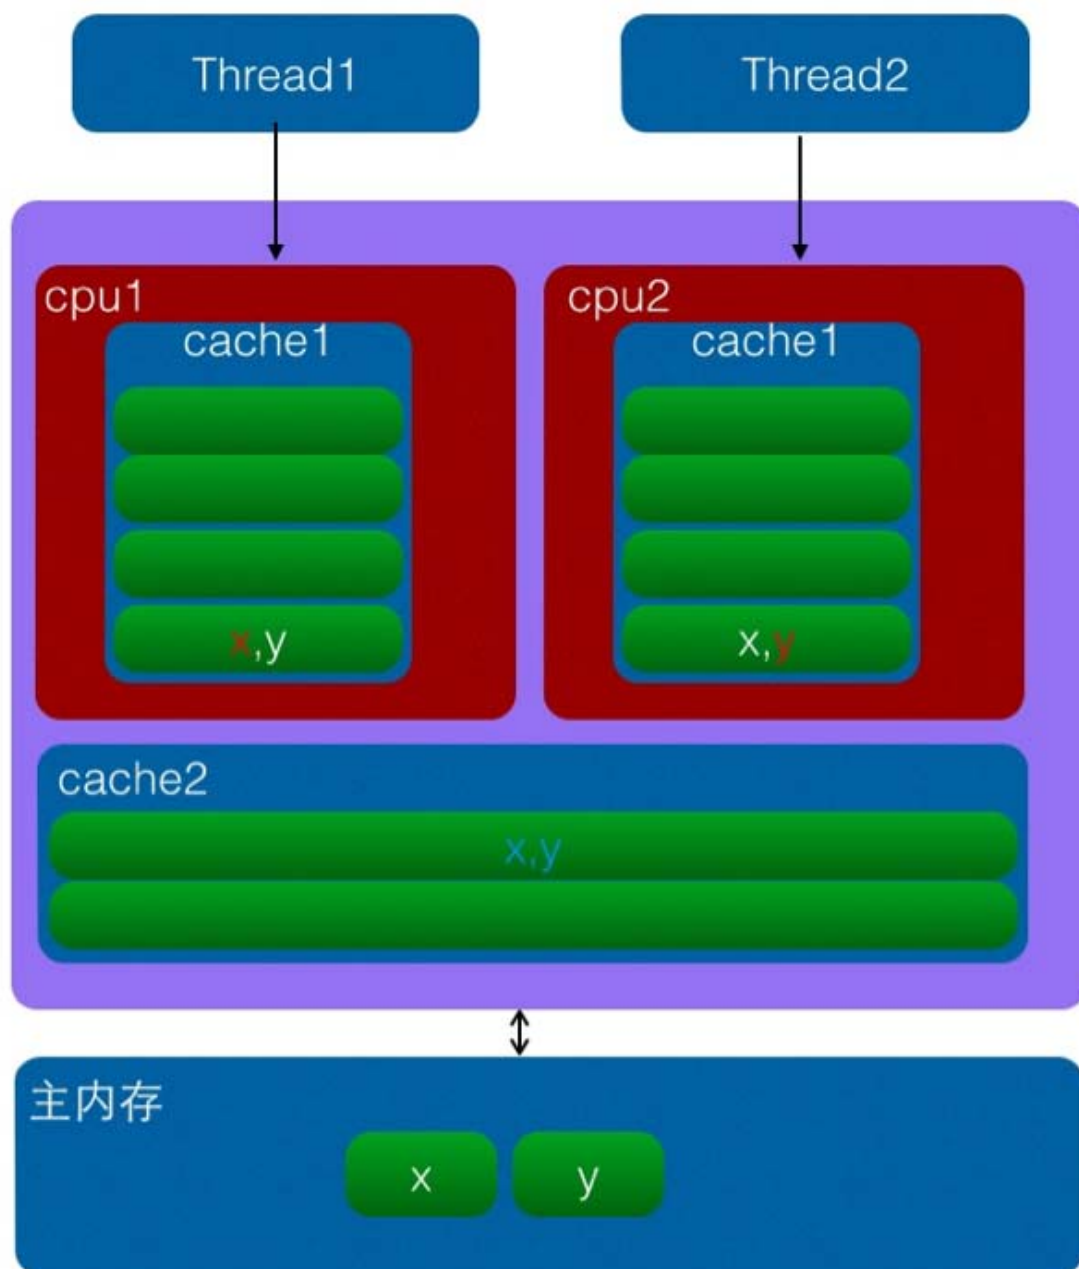 Thread1
Thread2
cpu1
cpu2
cache1
cache1
x,y
x,y
cache2
x,y
主内存
x
y